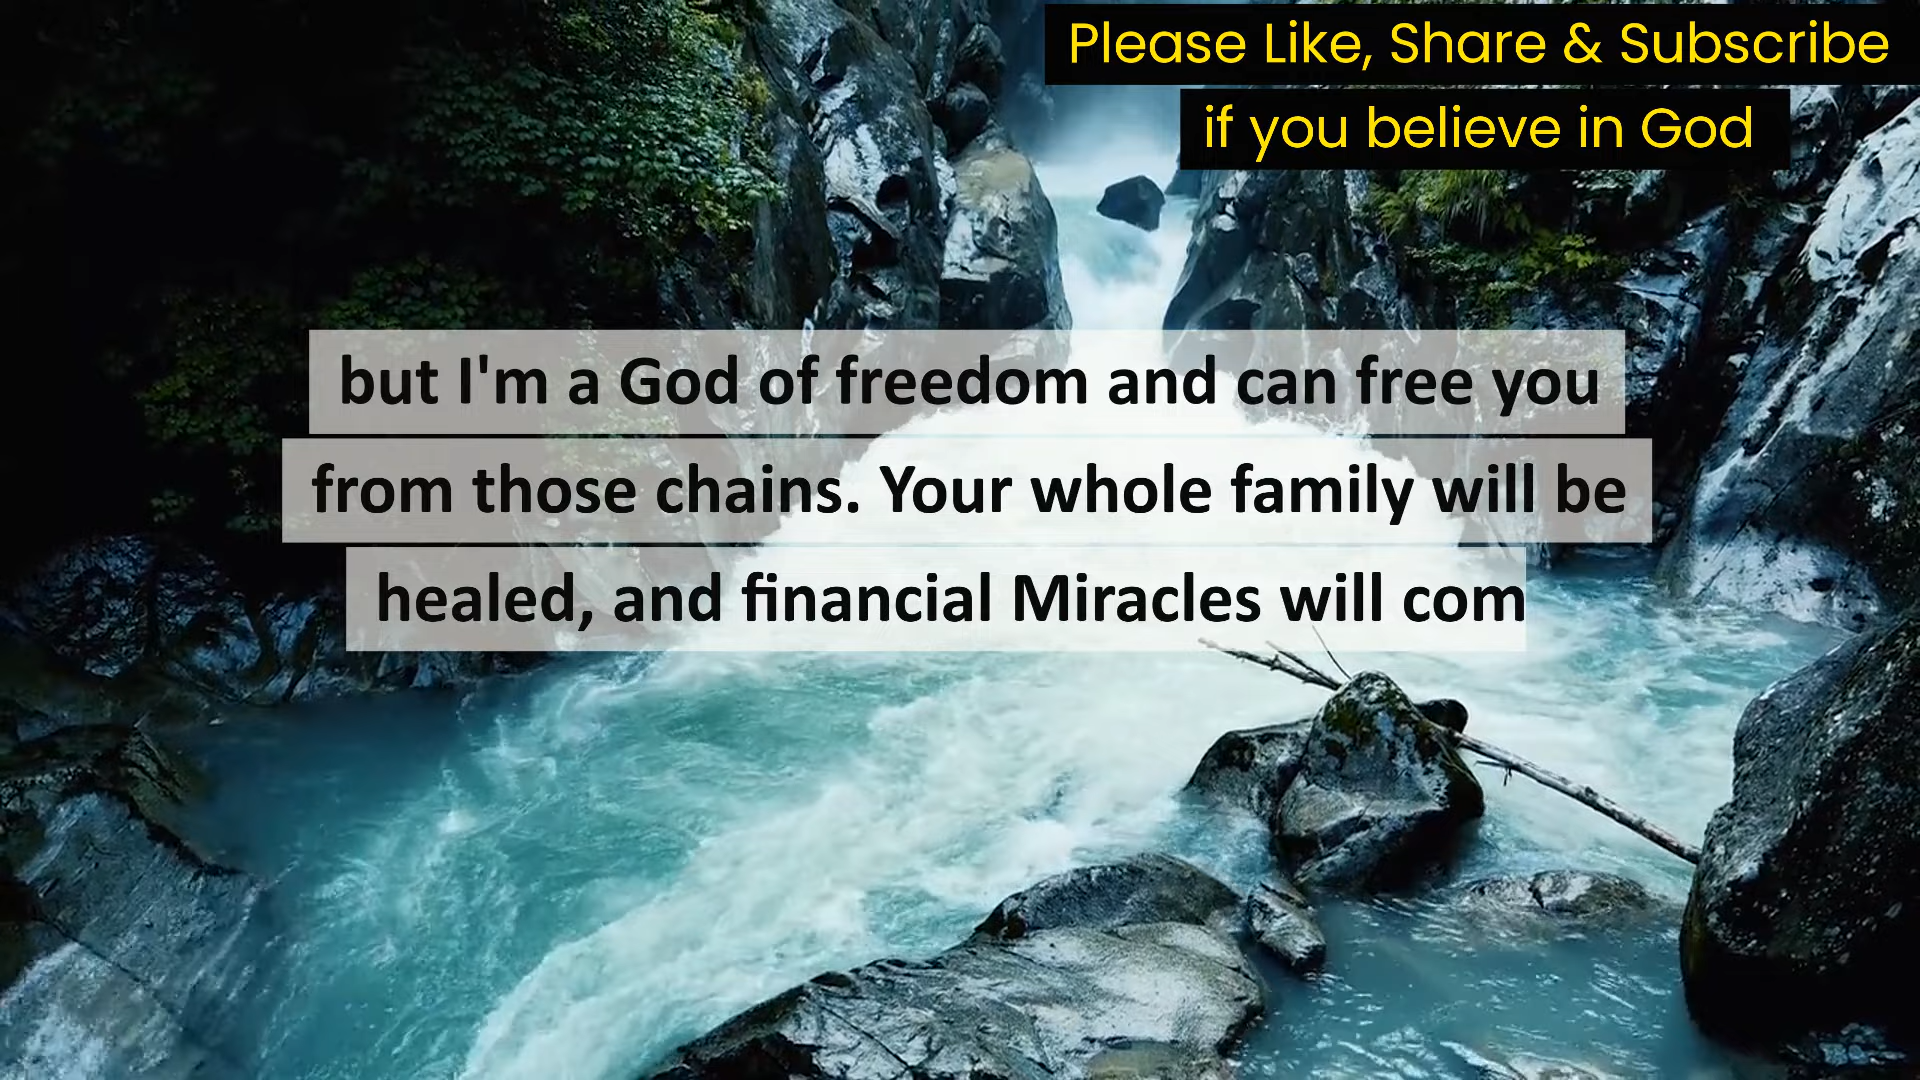 Please Like, Share & Subscribe
if you believe in God
but I'm a God of freedom and can free you
from those chains. Your whole family will be
healed, and financial Miracles will com